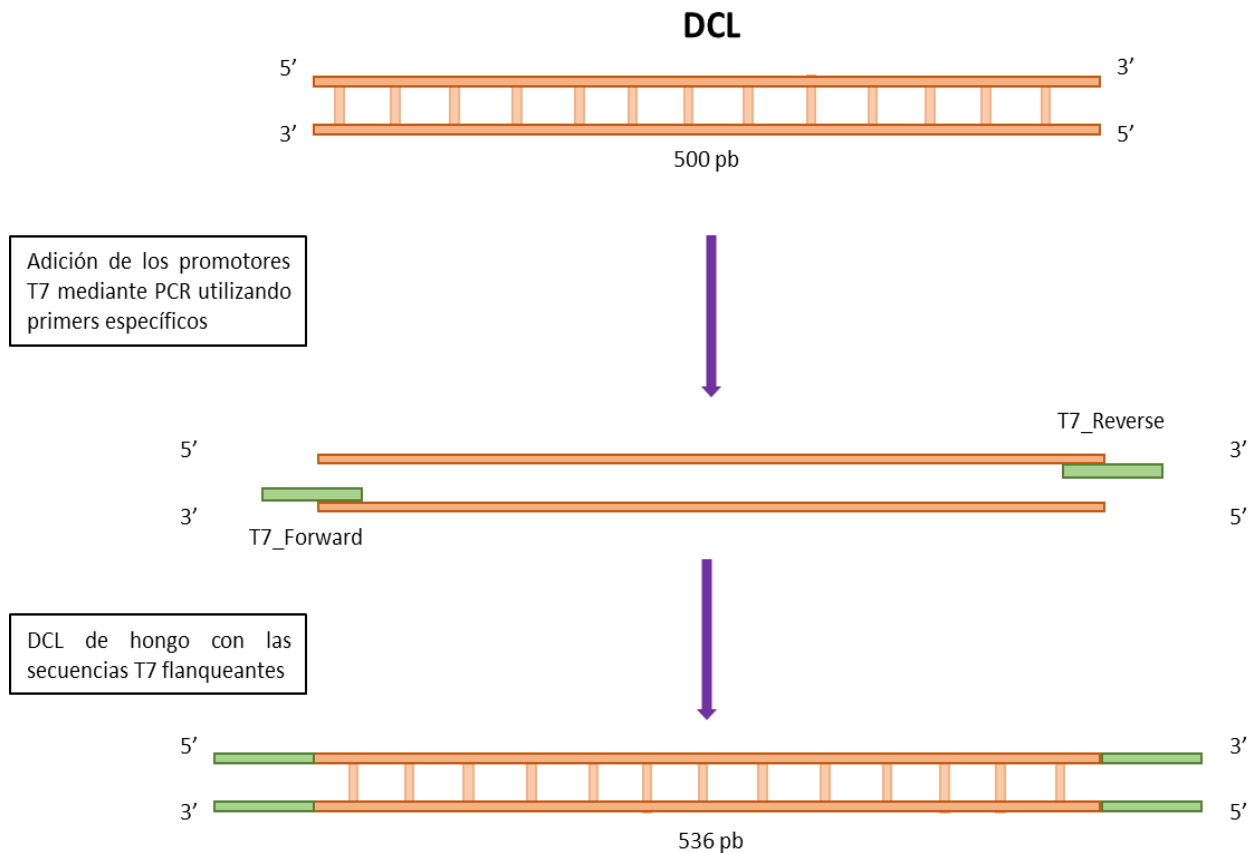 DCL
5’ 3’
3’ 5’
500 pb
Adición de los promotores
T7 mediante PCR utilizando
primers específicos
T7_Reverse
5’ 3’
3’ 5’
T7_Forward
DCL de hongo con las
secuencias T7 flanqueantes
5’ 3’
3’ 5’
536 pb